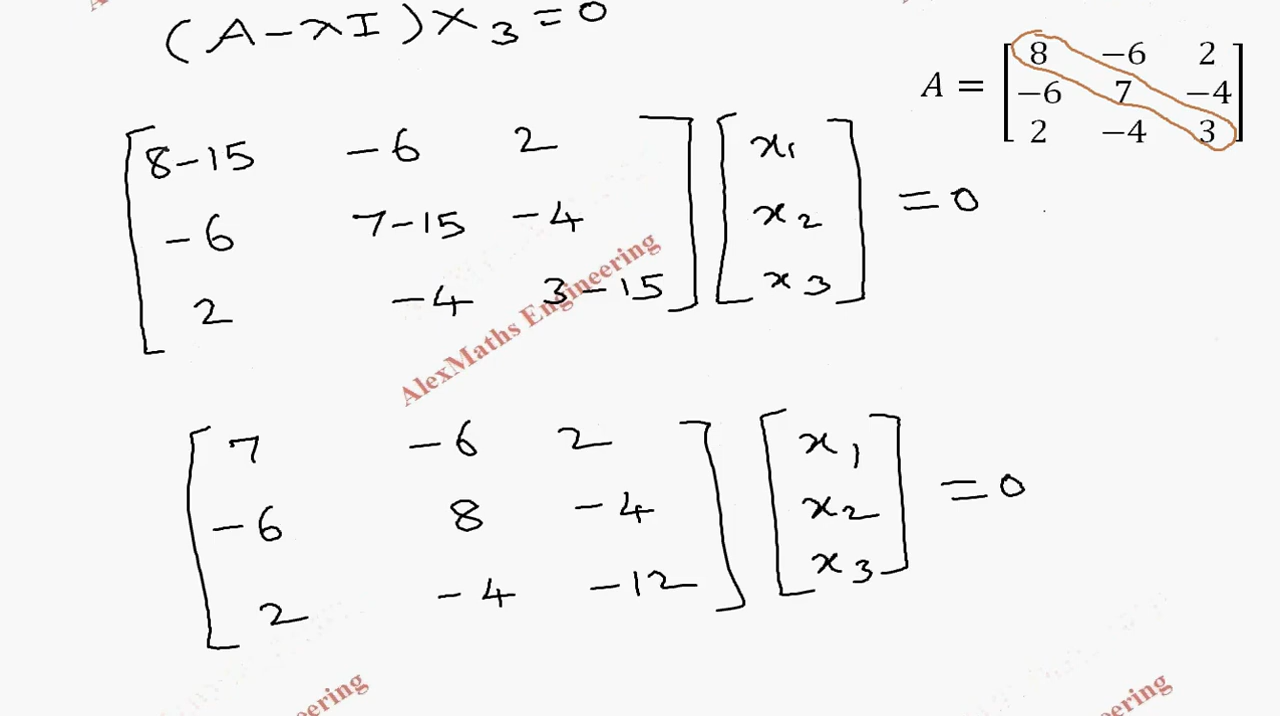 (A-λI)X₃=0
A = [8 -6 2
-6 7 -4
2 -4 3]
[8-15 -6 2] [x₁]
[-6 7-15 -4] [x₂] =0
[2 -4 3-15] [x₃]
AlexMaths Engineering
[7 -6 2] [x₁]
[-6 8 -4] [x₂] =0
[2 -4 -12] [x₃]
ering
ering